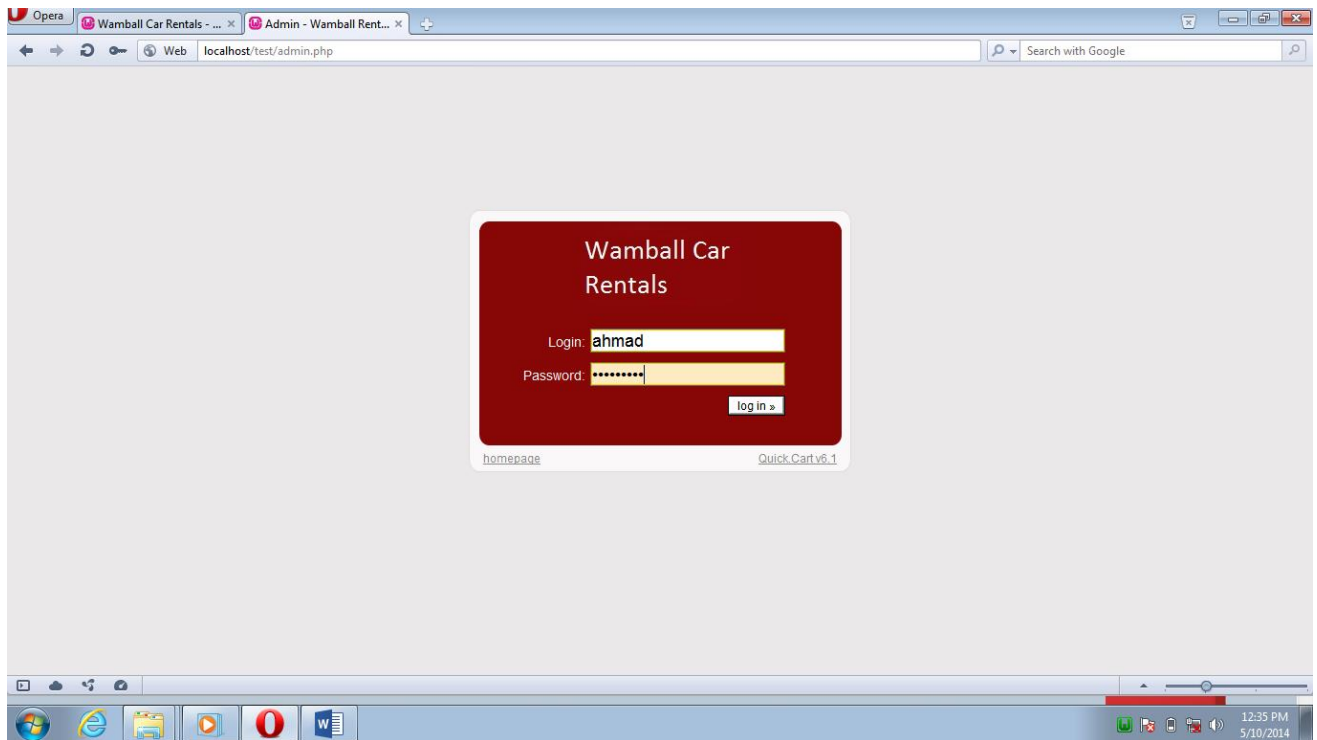 Opera
Wamball Car Rentals - ...
Admin - Wamball Rent...
Web
localhost/test/admin.php
Search with Google
Wamball Car
Rentals
Login: ahmad
Password: •••••••••
log in »
homepage
Quick.Cart v6.1
12:35 PM
5/10/2014